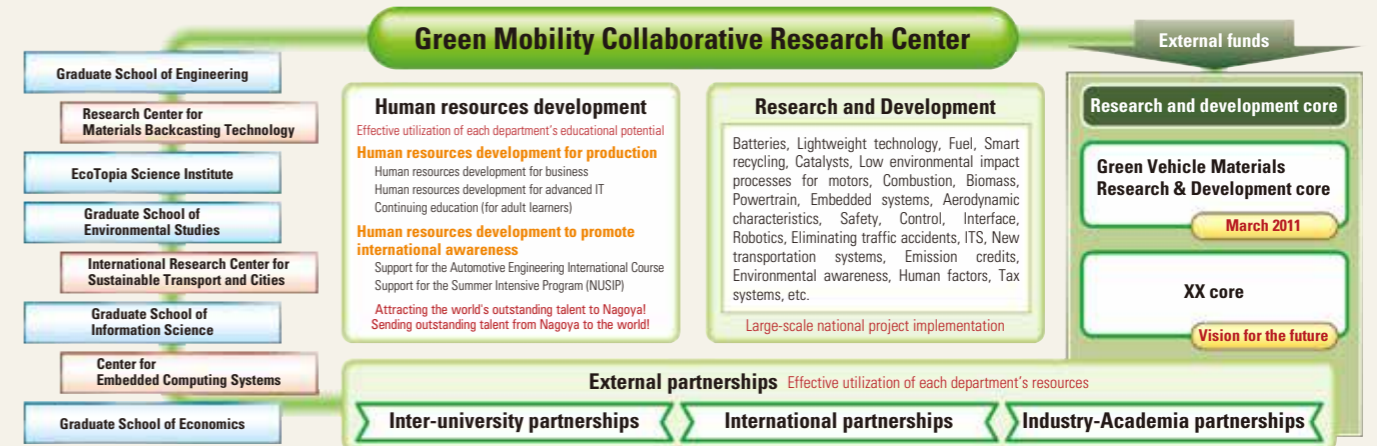 Green Mobility Collaborative Research Center
Graduate School of Engineering
Research Center for
Materials Backcasting Technology
EcoTopia Science Institute
Graduate School of
Environmental Studies
International Research Center for
Sustainable Transport and Cities
Graduate School of
Information Science
Center for
Embedded Computing Systems
Graduate School of Economics
Human resources development
Effective utilization of each department's educational potential
Human resources development for production
Human resources development for business
Human resources development for advanced IT
Continuing education (for adult learners)
Human resources development to promote
international awareness
Support for the Automotive Engineering International Course
Support for the Summer Intensive Program (NUSIP)
Attracting the world's outstanding talent to Nagoya!
Sending outstanding talent from Nagoya to the world!
Research and Development
Batteries, Lightweight technology, Fuel, Smart
recycling, Catalysts, Low environmental impact
processes for motors, Combustion, Biomass,
Powertrain, Embedded systems, Aerodynamic
characteristics, Safety, Control, Interface,
Robotics, Eliminating traffic accidents, ITS, New
transportation systems, Emission credits,
Environmental awareness, Human factors, Tax
systems, etc.
Large-scale national project implementation
External funds
Research and development core
Green Vehicle Materials
Research & Development core
March 2011
XX core
Vision for the future
External partnerships Effective utilization of each department's resources
Inter-university partnerships
International partnerships
Industry-Academia partnerships